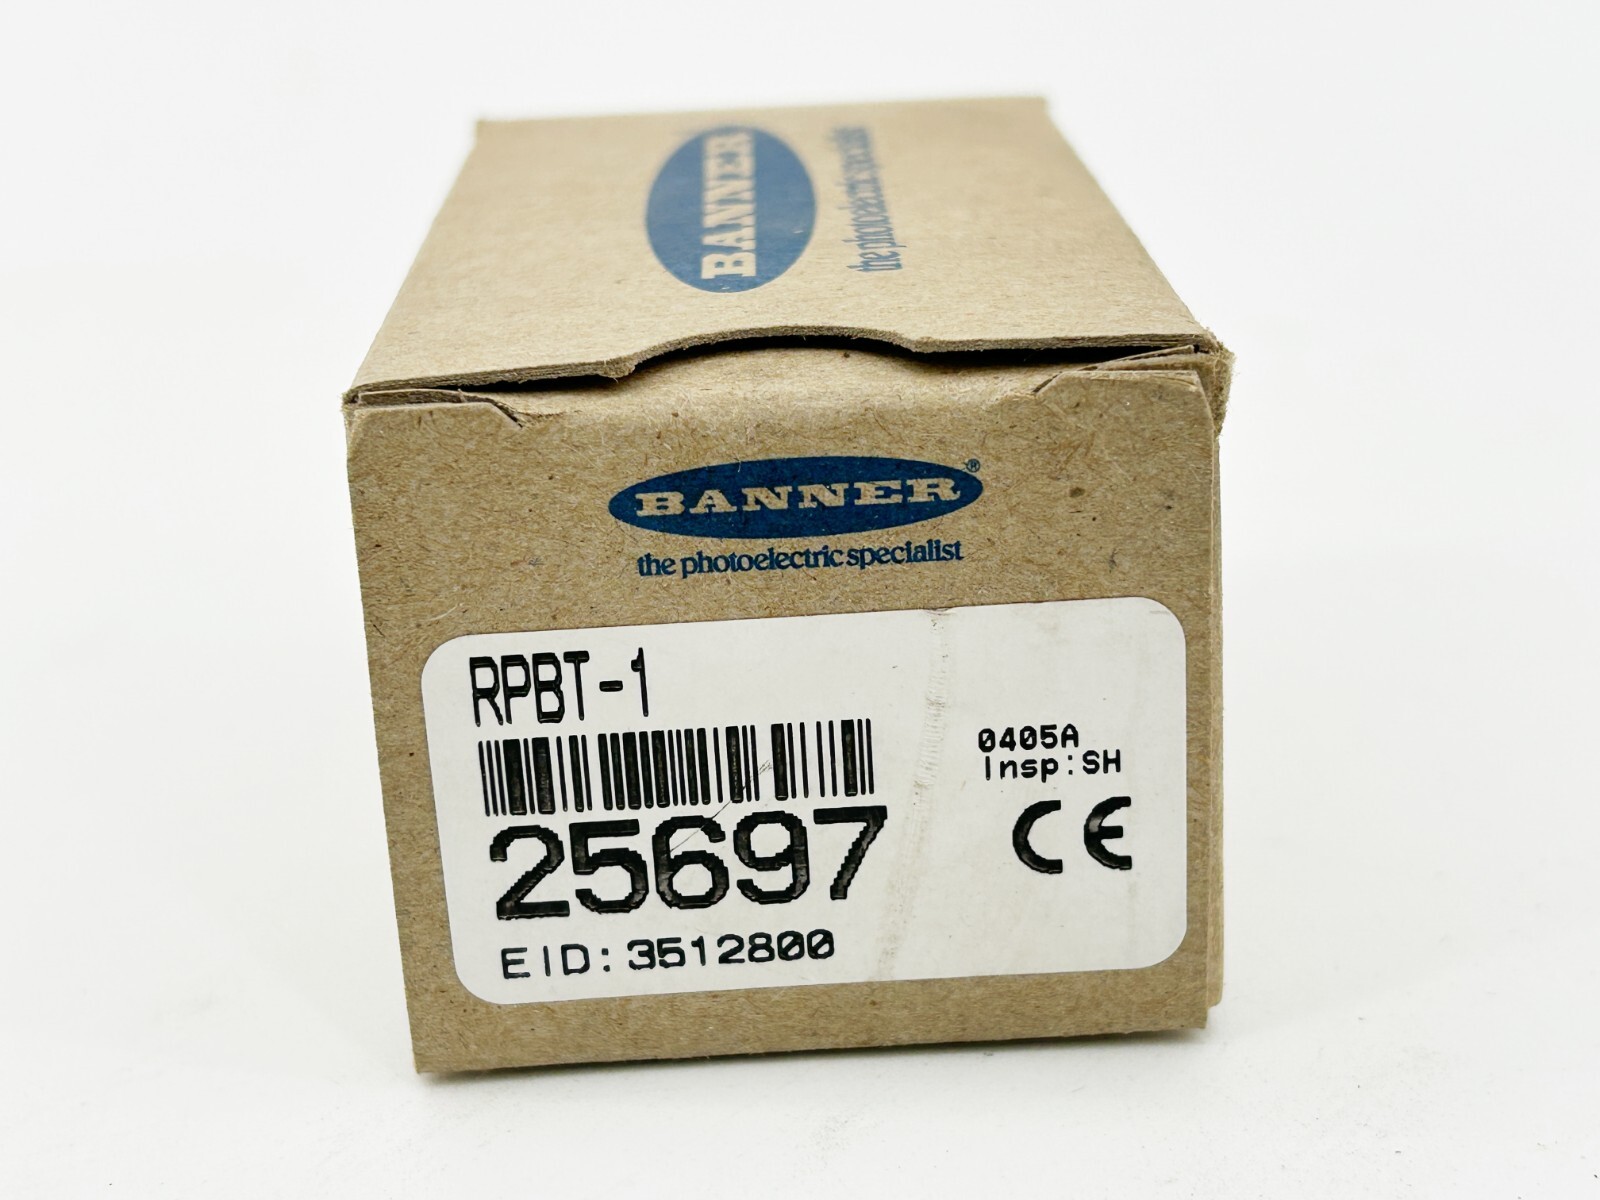 BANNER
the photoelectric specialist
BANNER®
the photoelectric specialist
RPBT-1
0405A
Insp:SH
25697
CE
EID:3512800